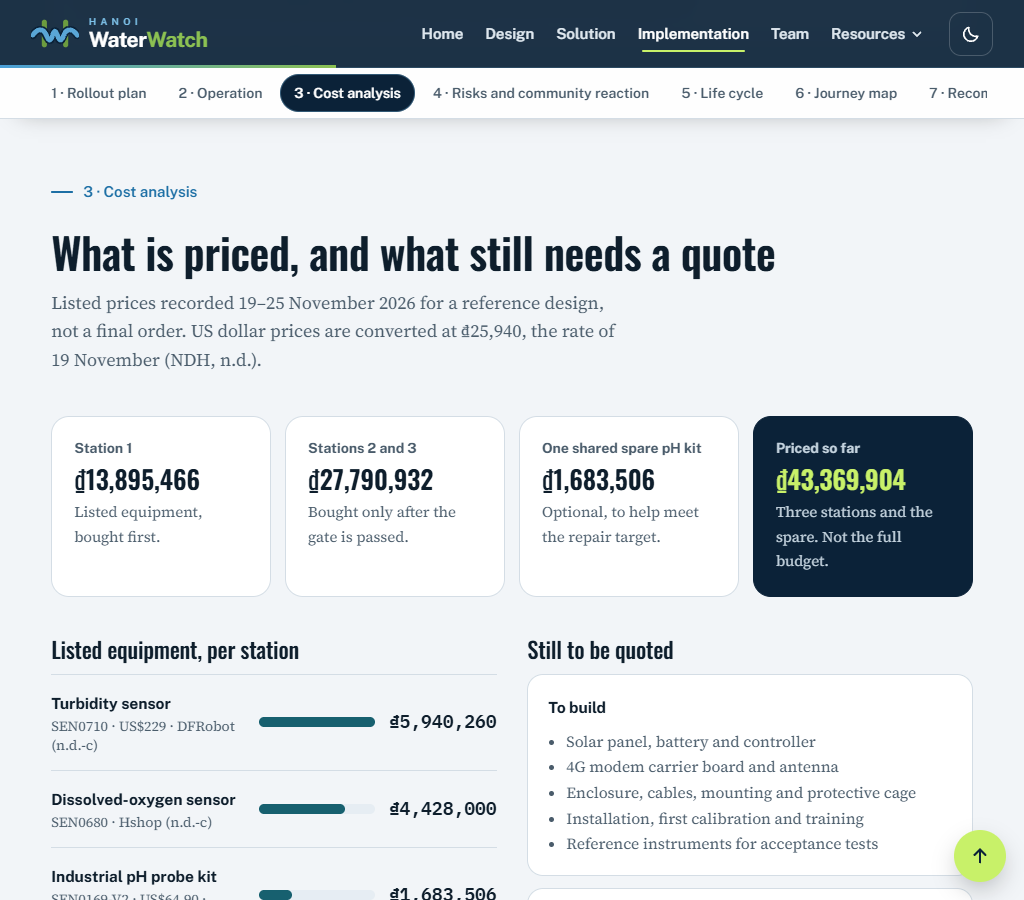 HANOI
WaterWatch
Home
Design
Solution
Implementation
Team
Resources
1 · Rollout plan
2 · Operation
3 · Cost analysis
4 · Risks and community reaction
5 · Life cycle
6 · Journey map
7 · Recon
3 · Cost analysis
What is priced, and what still needs a quote
Listed prices recorded 19–25 November 2026 for a reference design,
not a final order. US dollar prices are converted at ₫25,940, the rate of
19 November (NDH, n.d.).
Station 1
₫13,895,466
Listed equipment,
bought first.
Stations 2 and 3
₫27,790,932
Bought only after the
gate is passed.
One shared spare pH kit
₫1,683,506
Optional, to help meet
the repair target.
Priced so far
₫43,369,904
Three stations and the
spare. Not the full
budget.
Listed equipment, per station
Turbidity sensor
SEN0710 · US$229 · DFRobot
(n.d.-c)
₫5,940,260
Dissolved-oxygen sensor
SEN0680 · Hshop (n.d.-c)
₫4,428,000
Industrial pH probe kit
SEN0169-V2 · US$64.90 ·
₫1,683,506
Still to be quoted
To build
• Solar panel, battery and controller
• 4G modem carrier board and antenna
• Enclosure, cables, mounting and protective cage
• Installation, first calibration and training
• Reference instruments for acceptance tests